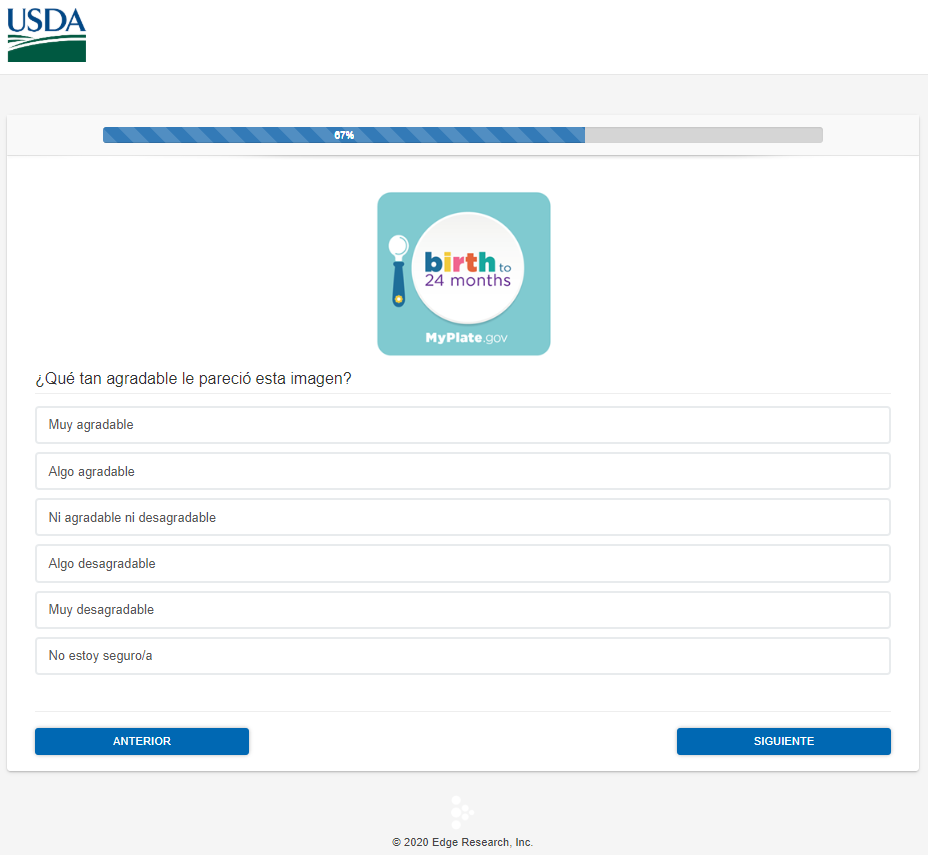 USDA
67%
birth to
24 months
MyPlate.gov
¿Qué tan agradable le pareció esta imagen?
Muy agradable
Algo agradable
Ni agradable ni desagradable
Algo desagradable
Muy desagradable
No estoy seguro/a
ANTERIOR
SIGUIENTE
© 2020 Edge Research, Inc.